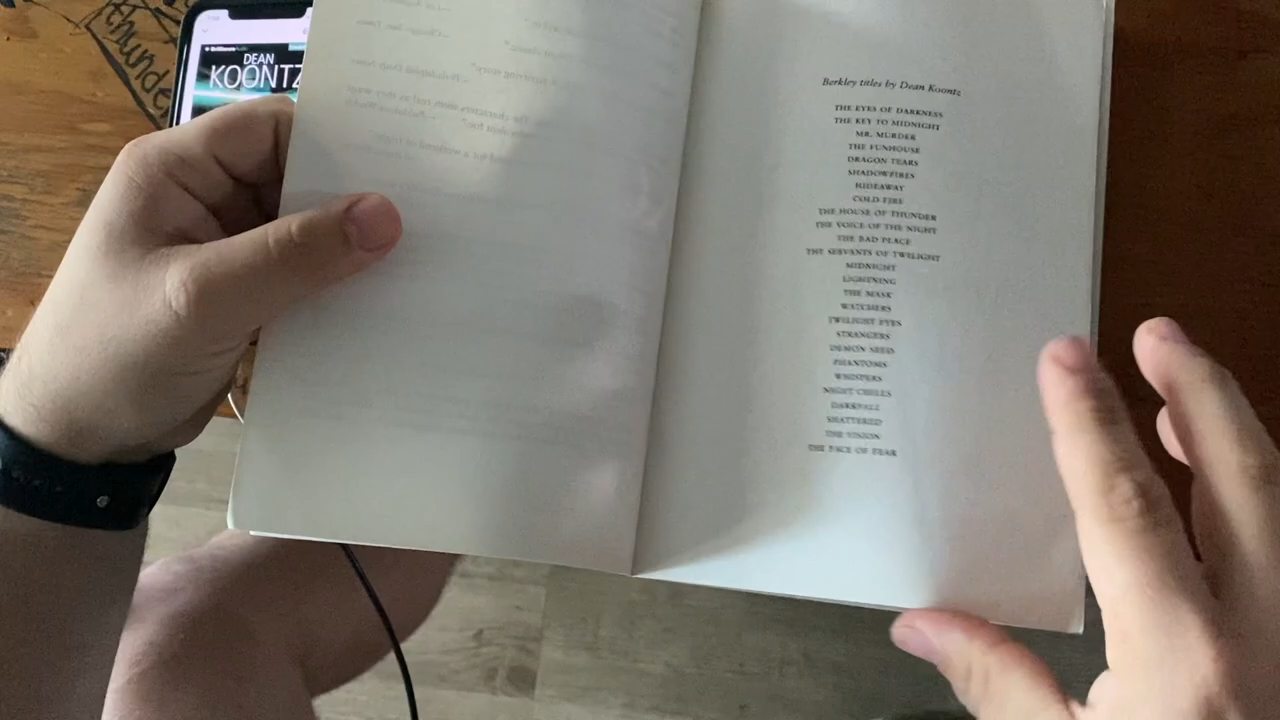 thunder
DEAN
KOONTZ
Berkley titles by Dean Koontz
THE EYES OF DARKNESS
THE KEY TO MIDNIGHT
MR. MURDER
THE FUNHOUSE
DRAGON TEARS
SHADOWFIRES
HIDEAWAY
COLD FIRE
THE HOUSE OF THUNDER
THE VOICE OF THE NIGHT
THE BAD PLACE
THE SERVANTS OF TWILIGHT
MIDNIGHT
LIGHTNING
THE MASK
WATCHERS
TWILIGHT EYES
STRANGERS
DEMON SEED
PHANTOMS
WHISPERS
NIGHT CHILLS
DARKFALL
SHATTERED
THE VISION
THE FACE OF FEAR